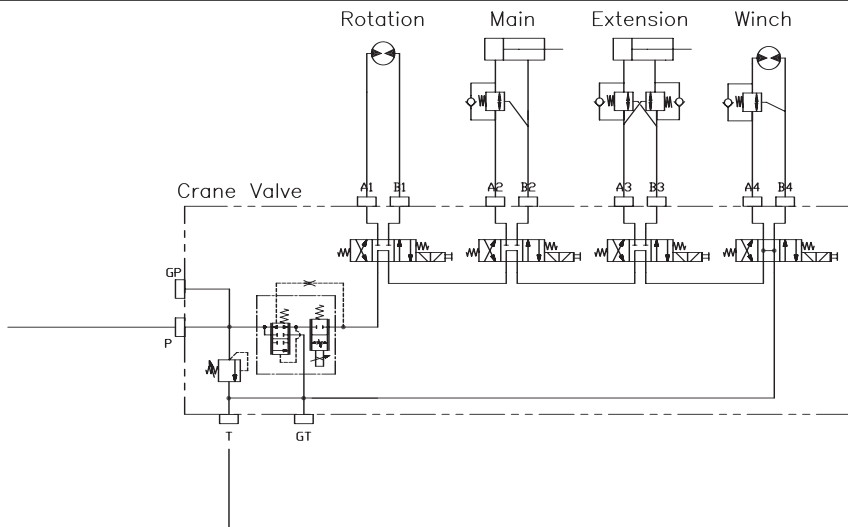 Rotation Main Extension Winch
A1 B1 A2 B2 A3 B3 A4 B4
Crane Valve
GP
P
T GT